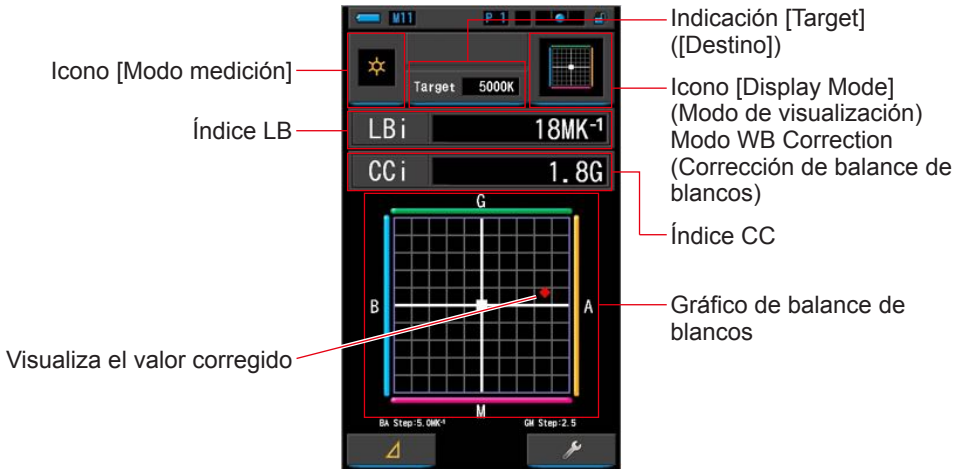 M11
P 1
Indicación [Target]
([Destino])
Icono [Modo medición]
Target 5000K
Icono [Display Mode]
(Modo de visualización)
Modo WB Correction
(Corrección de balance de
blancos)
Índice LB
LBi 18MK⁻¹
CCi 1.8G
Índice CC
G
B
A
M
Gráfico de balance de
blancos
Visualiza el valor corregido
BA Step:5.0MK⁻¹
GM Step:2.5